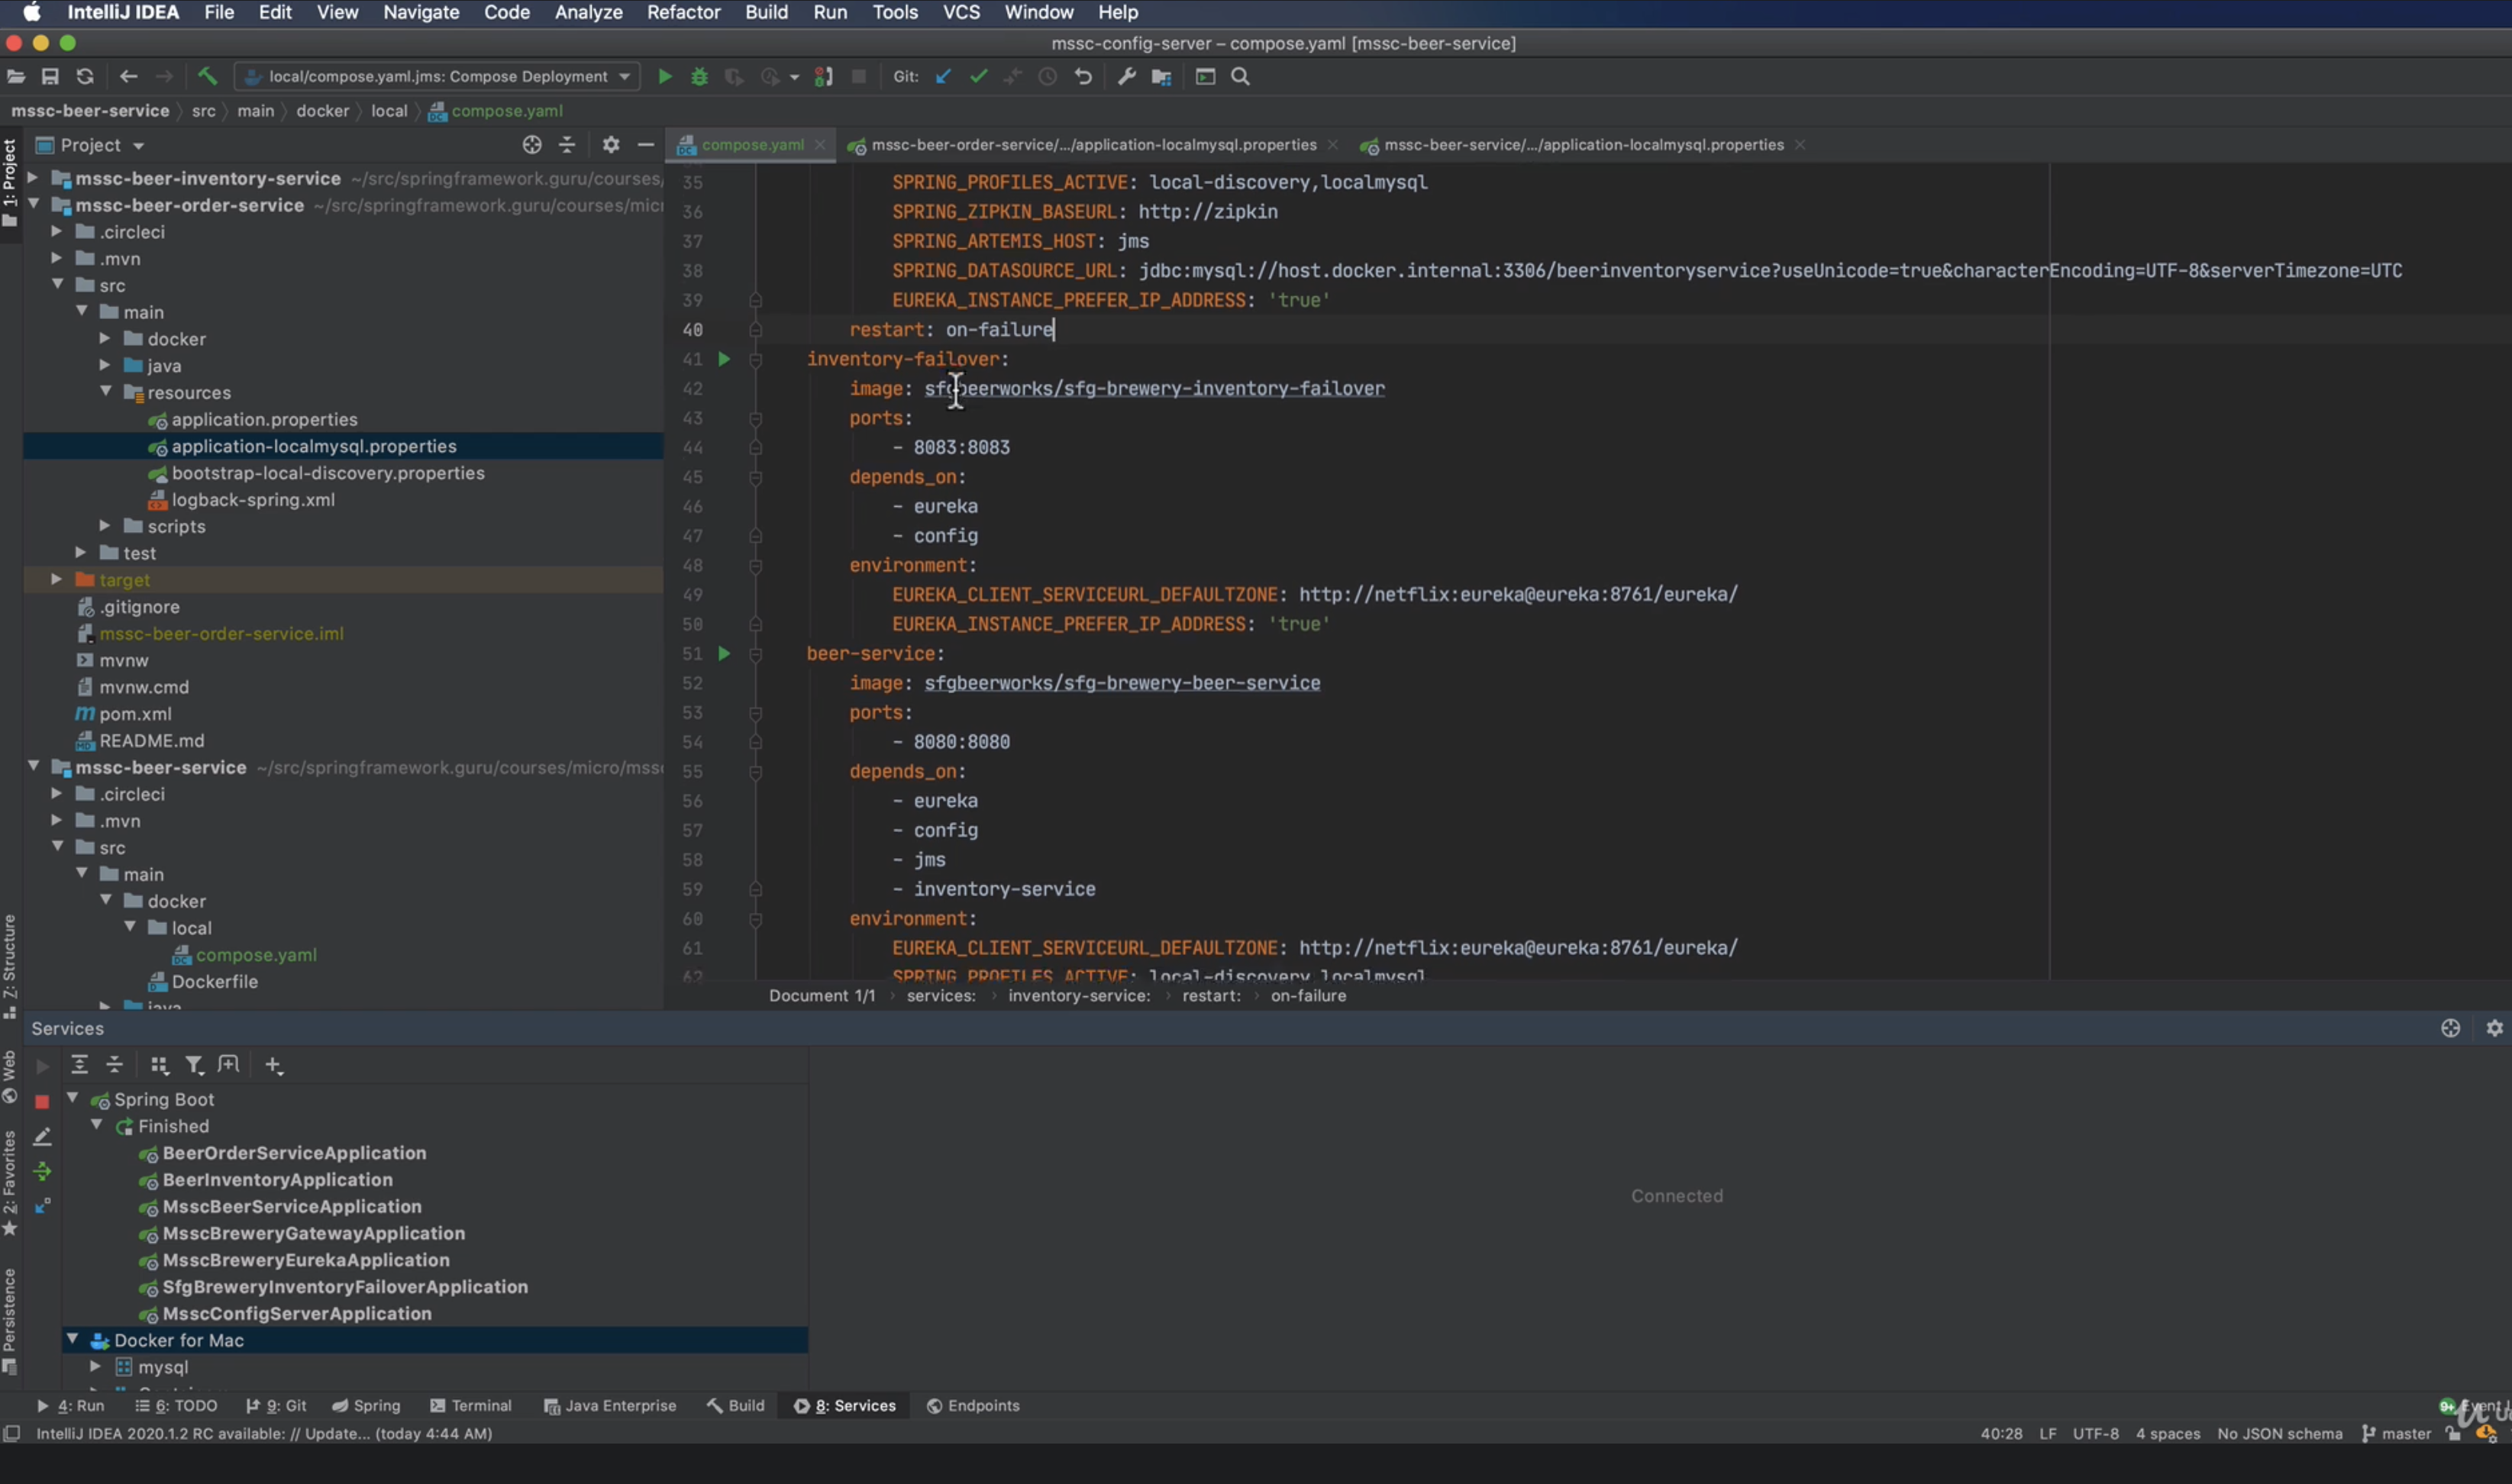 IntelliJ IDEA File Edit View Navigate Code Analyze Refactor Build Run Tools VCS Window Help
mssc-config-server – compose.yaml [mssc-beer-service]
local/compose.yaml.jms: Compose Deployment Git:
mssc-beer-service src main docker local compose.yaml
1: Project
Project
compose.yaml mssc-beer-order-service/.../application-localmysql.properties mssc-beer-service/.../application-localmysql.properties
mssc-beer-inventory-service ~/src/springframework.guru/courses/
mssc-beer-order-service ~/src/springframework.guru/courses/micr
.circleci
.mvn
src
main
docker
java
resources
application.properties
application-localmysql.properties
bootstrap-local-discovery.properties
logback-spring.xml
scripts
test
target
.gitignore
mssc-beer-order-service.iml
mvnw
mvnw.cmd
pom.xml
README.md
mssc-beer-service ~/src/springframework.guru/courses/micro/mss
.circleci
.mvn
src
main
docker
local
compose.yaml
Dockerfile
java
35 SPRING_PROFILES_ACTIVE: local-discovery,localmysql
36 SPRING_ZIPKIN_BASEURL: http://zipkin
37 SPRING_ARTEMIS_HOST: jms
38 SPRING_DATASOURCE_URL: jdbc:mysql://host.docker.internal:3306/beerinventoryservice?useUnicode=true&characterEncoding=UTF-8&serverTimezone=UTC
39 EUREKA_INSTANCE_PREFER_IP_ADDRESS: 'true'
40 restart: on-failure
41 inventory-failover:
42 image: sfgbeerworks/sfg-brewery-inventory-failover
43 ports:
44 - 8083:8083
45 depends_on:
46 - eureka
47 - config
48 environment:
49 EUREKA_CLIENT_SERVICEURL_DEFAULTZONE: http://netflix:eureka@eureka:8761/eureka/
50 EUREKA_INSTANCE_PREFER_IP_ADDRESS: 'true'
51 beer-service:
52 image: sfgbeerworks/sfg-brewery-beer-service
53 ports:
54 - 8080:8080
55 depends_on:
56 - eureka
57 - config
58 - jms
59 - inventory-service
60 environment:
61 EUREKA_CLIENT_SERVICEURL_DEFAULTZONE: http://netflix:eureka@eureka:8761/eureka/
62 SPRING_PROFILES_ACTIVE: local-discovery,localmysql
Document 1/1 services: inventory-service: restart: on-failure
Z: Structure
Web
2: Favorites
Persistence
Services
Spring Boot
Finished
BeerOrderServiceApplication
BeerInventoryApplication
MsscBeerServiceApplication
MsscBreweryGatewayApplication
MsscBreweryEurekaApplication
SfgBreweryInventoryFailoverApplication
MsscConfigServerApplication
Docker for Mac
mysql
Connected
4: Run 6: TODO 9: Git Spring Terminal Java Enterprise Build 8: Services Endpoints 9+ Event
IntelliJ IDEA 2020.1.2 RC available: // Update... (today 4:44 AM) 40:28 LF UTF-8 4 spaces No JSON schema master